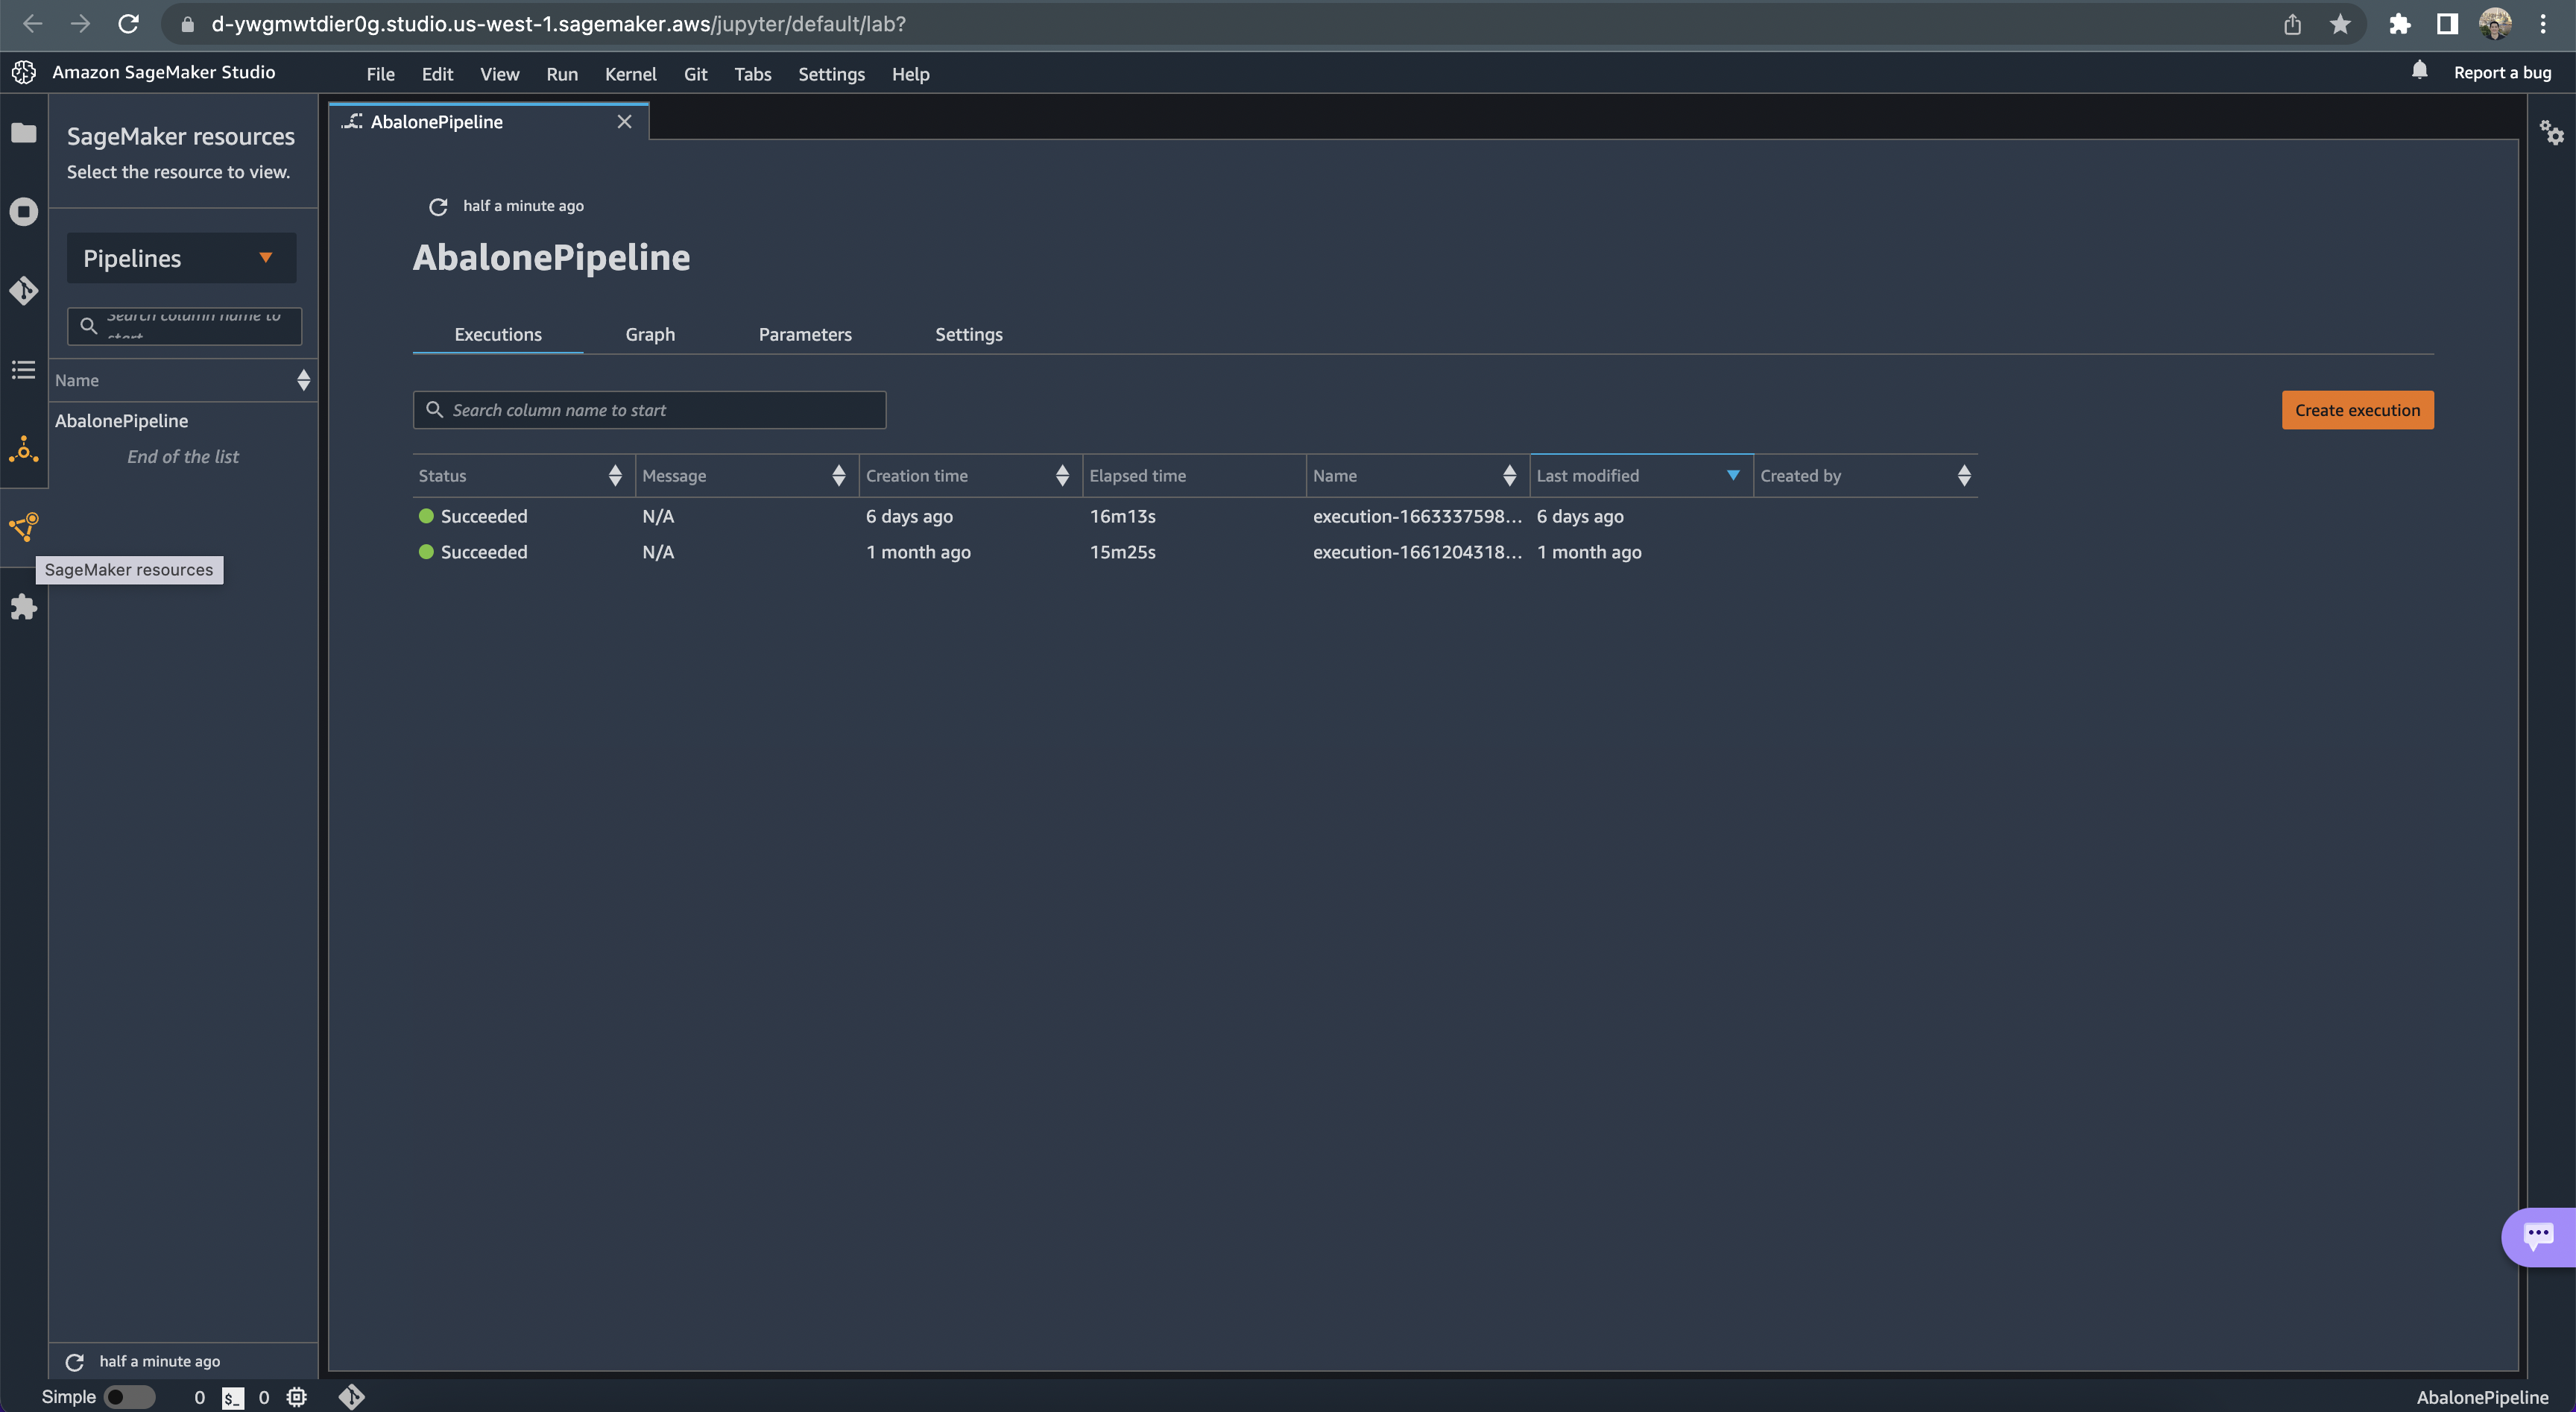 d-ywgmwtdier0g.studio.us-west-1.sagemaker.aws/jupyter/default/lab?
Amazon SageMaker Studio File Edit View Run Kernel Git Tabs Settings Help Report a bug
SageMaker resources
Select the resource to view.
Pipelines
Search column name to
start
Name
AbalonePipeline
End of the list
SageMaker resources
half a minute ago
AbalonePipeline
half a minute ago
AbalonePipeline
Executions Graph Parameters Settings
Search column name to start
Create execution
Status Message Creation time Elapsed time Name Last modified Created by
Succeeded N/A 6 days ago 16m13s execution-1663337598... 6 days ago
Succeeded N/A 1 month ago 15m25s execution-1661204318... 1 month ago
Simple 0 $_ 0 AbalonePipeline